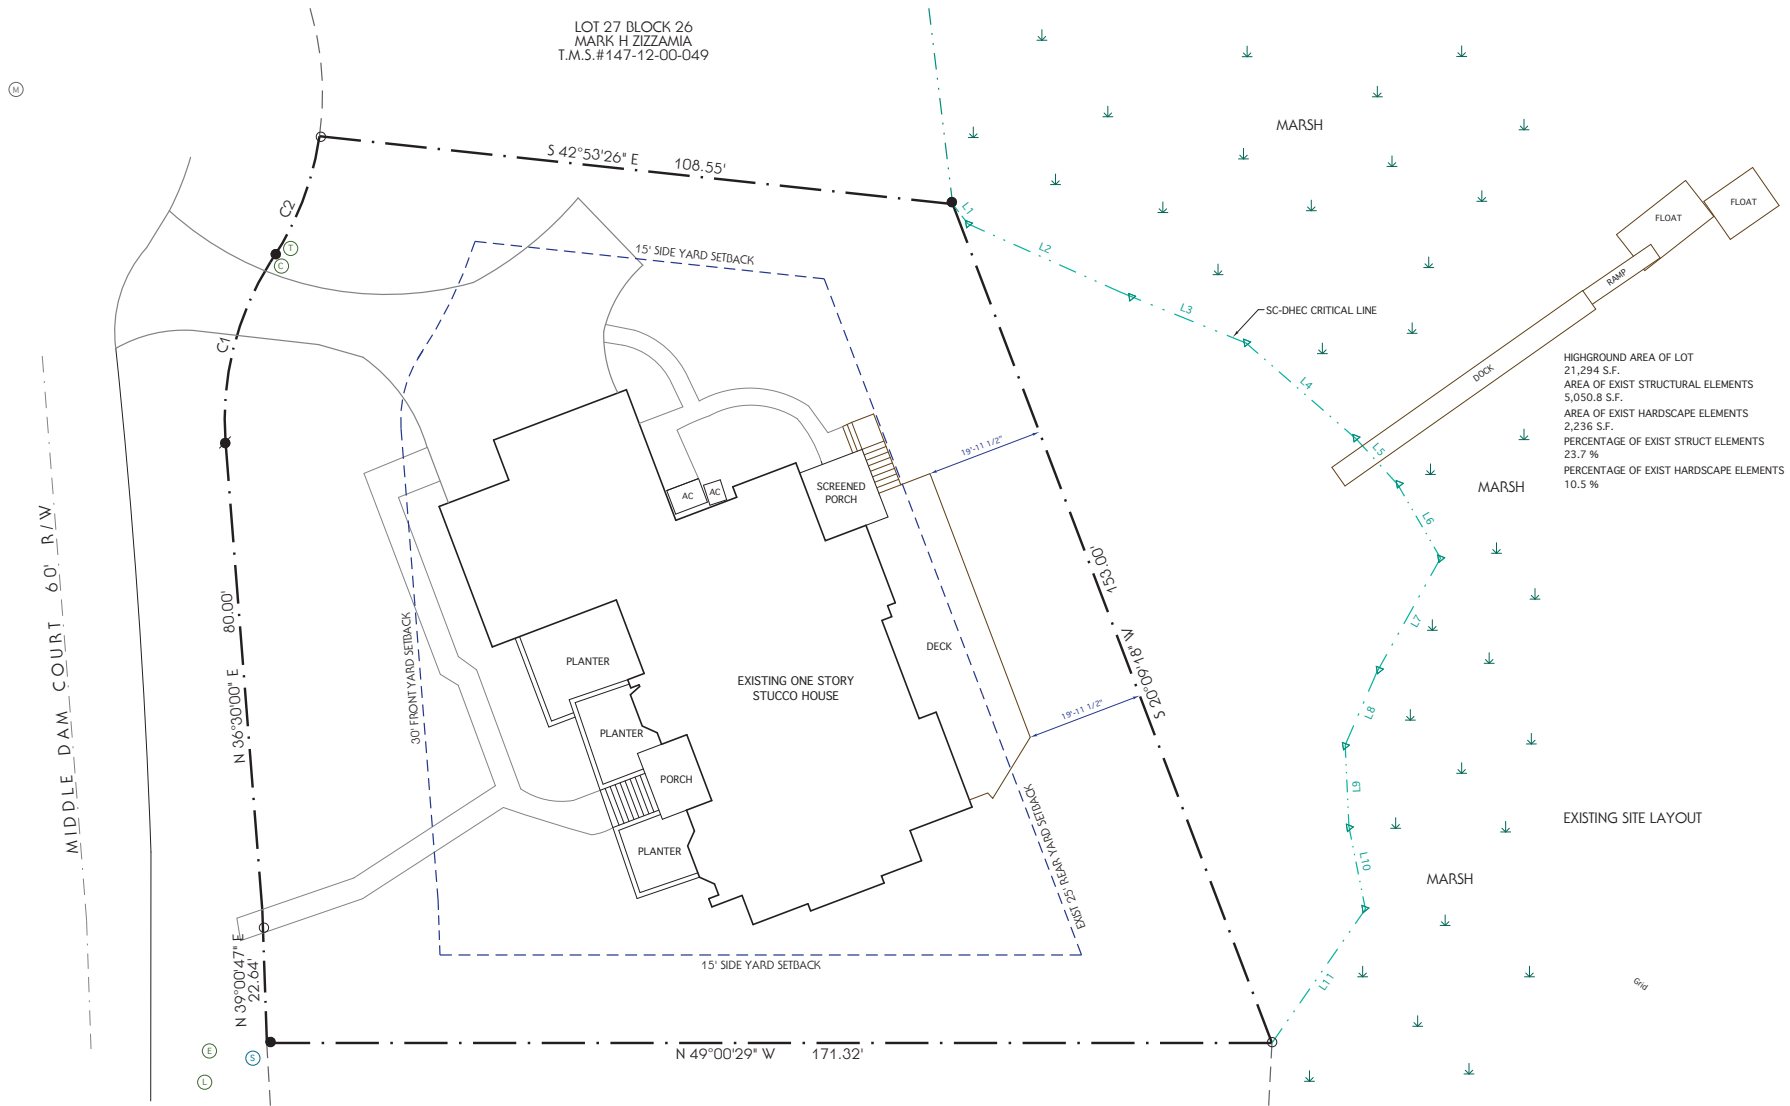 LOT 27 BLOCK 26
MARK H ZIZZAMIA
T.M.S.#147-12-00-049
M
S 42°53'26" E 108.55'
MARSH
C2
T
C
L1
FLOAT
FLOAT
15' SIDE YARD SETBACK
L2
RAMP
L3
SC-DHEC CRITICAL LINE
C1
HIGHGROUND AREA OF LOT
21,294 S.F.
AREA OF EXIST STRUCTURAL ELEMENTS
5,050.8 S.F.
AREA OF EXIST HARDSCAPE ELEMENTS
2,236 S.F.
PERCENTAGE OF EXIST STRUCT ELEMENTS
23.7 %
PERCENTAGE OF EXIST HARDSCAPE ELEMENTS
10.5 %
L4
DOCK
19'-11 1/2"
L5
AC
AC
SCREENED
PORCH
MARSH
L6
MIDDLE DAM COURT 60' R/W
N 36°30'00" E 80.00'
30' FRONT YARD SETBACK
S 20°09'18" W 153.00'
L7
DECK
PLANTER
EXISTING ONE STORY
STUCCO HOUSE
19'-11 1/2"
L8
PLANTER
PORCH
L9
EXIST 25' REAR YARD SETBACK
EXISTING SITE LAYOUT
PLANTER
L10
MARSH
N 39°00'47" E
22.64'
15' SIDE YARD SETBACK
L11
Grid
E
S
N 49°00'29" W 171.32'
L